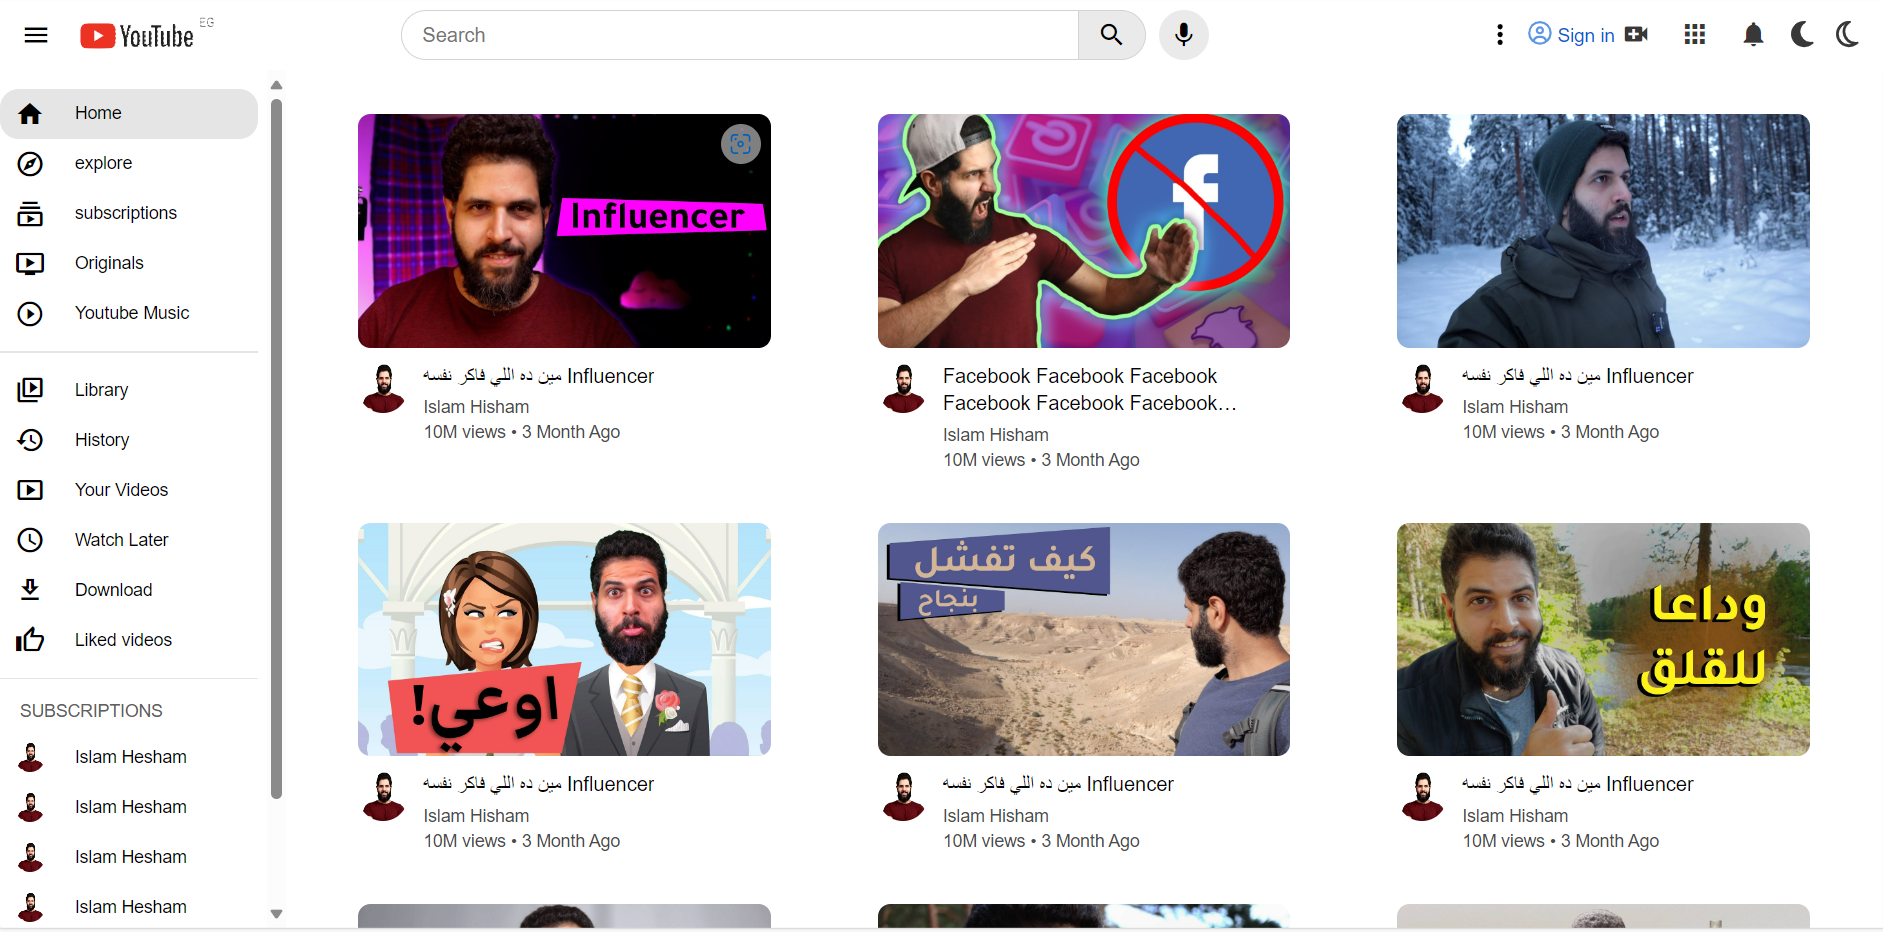 YouTube EG
Search
Sign in
Home
explore
subscriptions
Originals
Youtube Music
Library
History
Your Videos
Watch Later
Download
Liked videos
SUBSCRIPTIONS
Islam Hesham
Islam Hesham
Islam Hesham
Islam Hesham
Influencer
مين ده اللي فاكر نفسه Influencer
Islam Hisham
10M views • 3 Month Ago
Facebook Facebook Facebook
Facebook Facebook Facebook…
Islam Hisham
10M views • 3 Month Ago
مين ده اللي فاكر نفسه Influencer
Islam Hisham
10M views • 3 Month Ago
اوعي!
مين ده اللي فاكر نفسه Influencer
Islam Hisham
10M views • 3 Month Ago
كيف تفشل
بنجاح
مين ده اللي فاكر نفسه Influencer
Islam Hisham
10M views • 3 Month Ago
وداعا
للقلق
مين ده اللي فاكر نفسه Influencer
Islam Hisham
10M views • 3 Month Ago